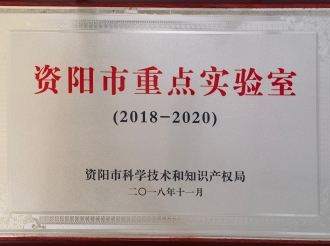 资阳市重点实验室
(2018-2020)
资阳市科学技术和知识产权局
二〇一八年十一月